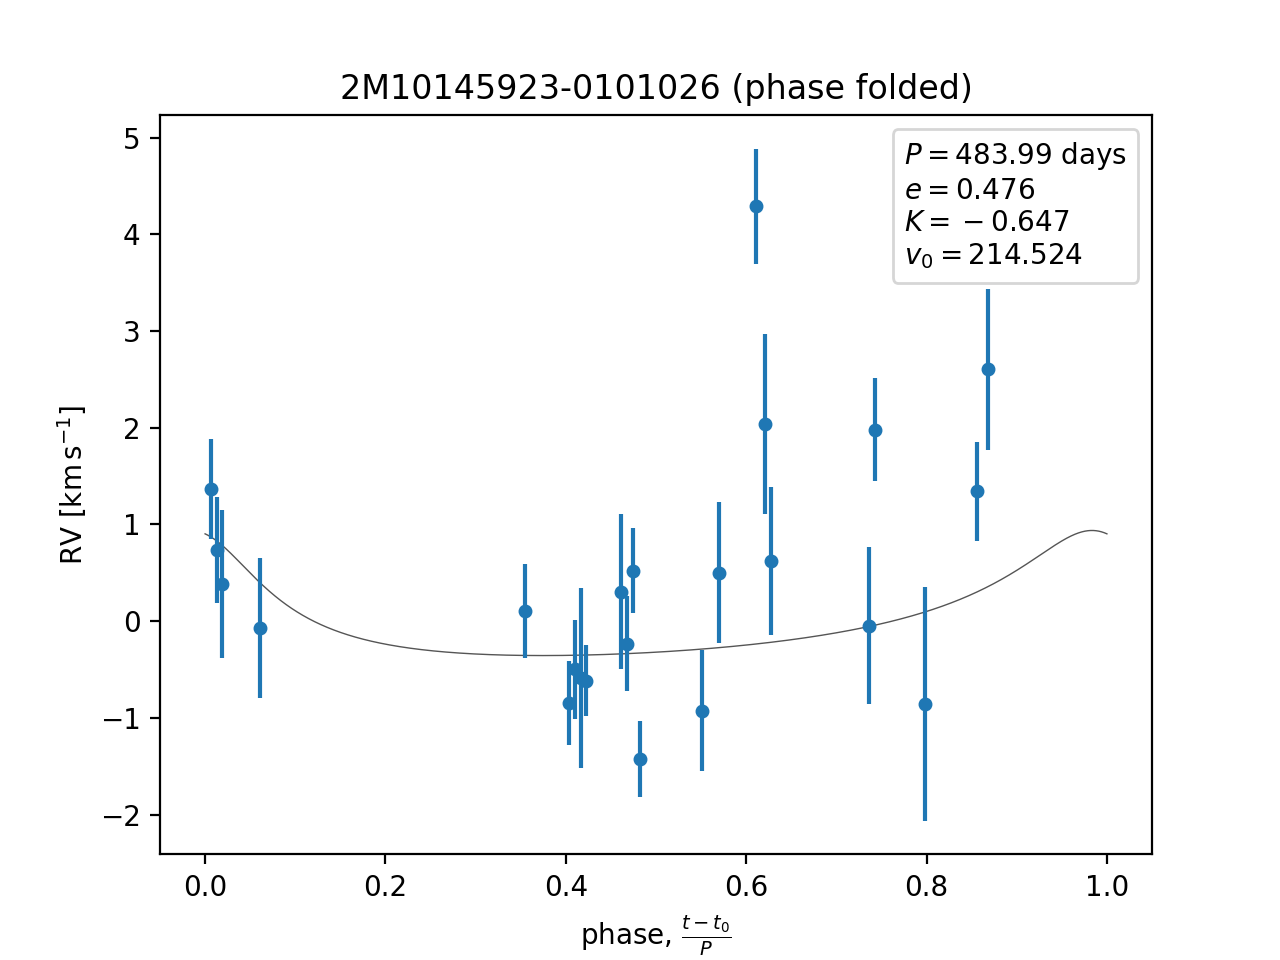 2M10145923-0101026 (phase folded)
P = 483.99 days
e = 0.476
K = −0.647
v₀ = 214.524
RV [km s⁻¹]
5
4
3
2
1
0
−1
−2
0.0 0.2 0.4 0.6 0.8 1.0
phase, (t − t₀)/P